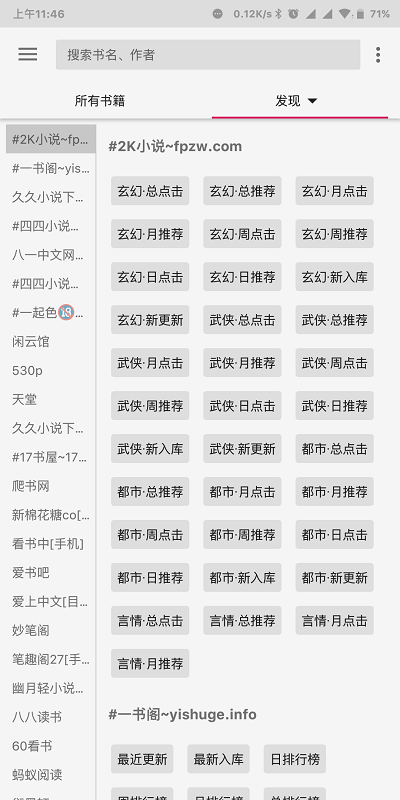 上午11:46 0.12K/s 71%
搜索书名、作者
所有书籍 发现
#2K小说~fp...
#一书阁~yis...
久久小说下...
#四四小说...
八一中文网...
#四四小说...
#一起色🔞...
闲云馆
530p
天堂
久久小说下...
#17书屋~17...
爬书网
新棉花糖co[...
看书中[手机]
爱书吧
爱上中文[目...
妙笔阁
笔趣阁27[手...
幽月轻小说...
八八读书
60看书
蚂蚁阅读
#2K小说~fpzw.com
玄幻·总点击 玄幻·总推荐 玄幻·月点击
玄幻·月推荐 玄幻·周点击 玄幻·周推荐
玄幻·日点击 玄幻·日推荐 玄幻·新入库
玄幻·新更新 武侠·总点击 武侠·总推荐
武侠·月点击 武侠·月推荐 武侠·周点击
武侠·周推荐 武侠·日点击 武侠·日推荐
武侠·新入库 武侠·新更新 都市·总点击
都市·总推荐 都市·月点击 都市·月推荐
都市·周点击 都市·周推荐 都市·日点击
都市·日推荐 都市·新入库 都市·新更新
言情·总点击 言情·总推荐 言情·月点击
言情·月推荐
#一书阁~yishuge.info
最近更新 最新入库 日排行榜
周排行榜 月排行榜 总排行榜